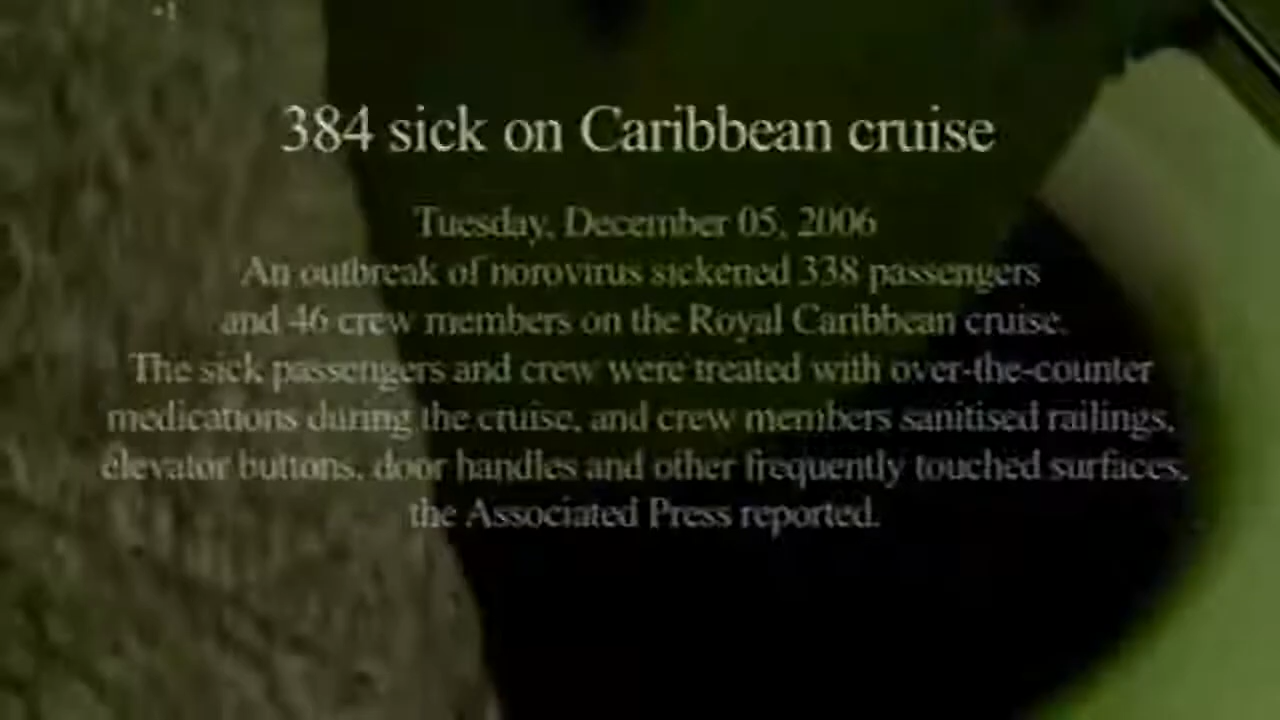 384 sick on Caribbean cruise
Tuesday, December 05, 2006
An outbreak of norovirus sickened 338 passengers
and 46 crew members on the Royal Caribbean cruise.
The sick passengers and crew were treated with over-the-counter
medications during the cruise, and crew members sanitised railings,
elevator buttons, door handles and other frequently touched surfaces,
the Associated Press reported.